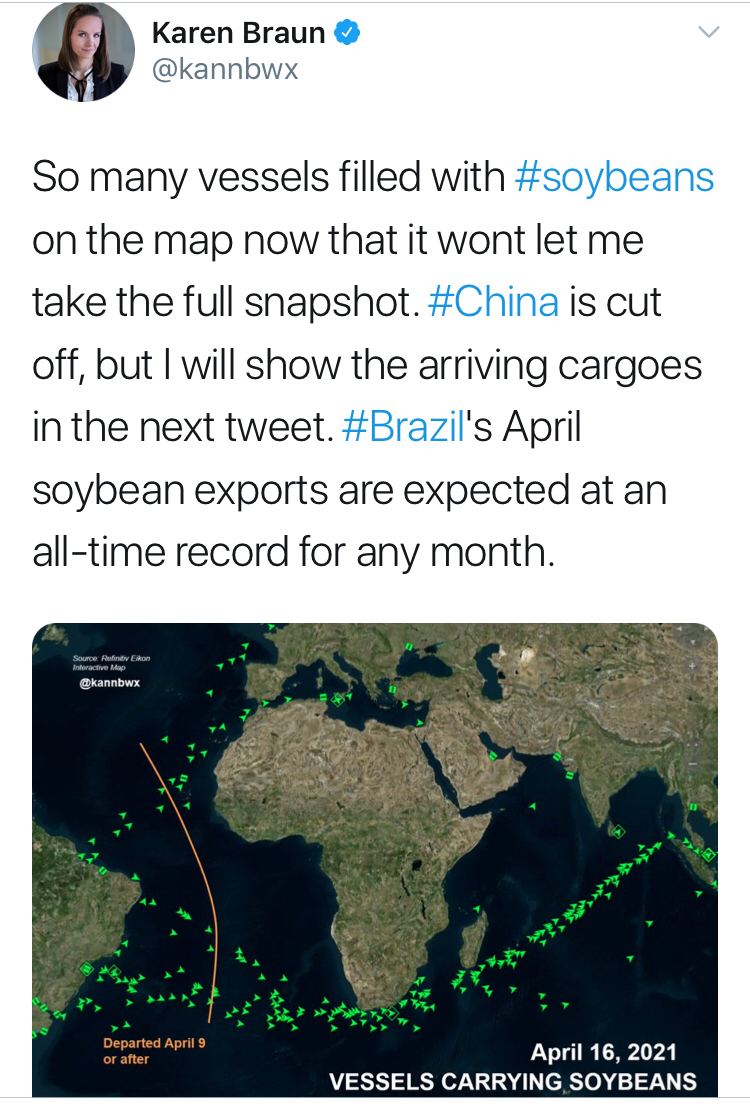 Karen Braun
@kannbwx
So many vessels filled with #soybeans
on the map now that it wont let me
take the full snapshot. #China is cut
off, but I will show the arriving cargoes
in the next tweet. #Brazil's April
soybean exports are expected at an
all-time record for any month.
Source: Refinitiv Eikon
Interactive Map
@kannbwx
Departed April 9
or after
April 16, 2021
VESSELS CARRYING SOYBEANS